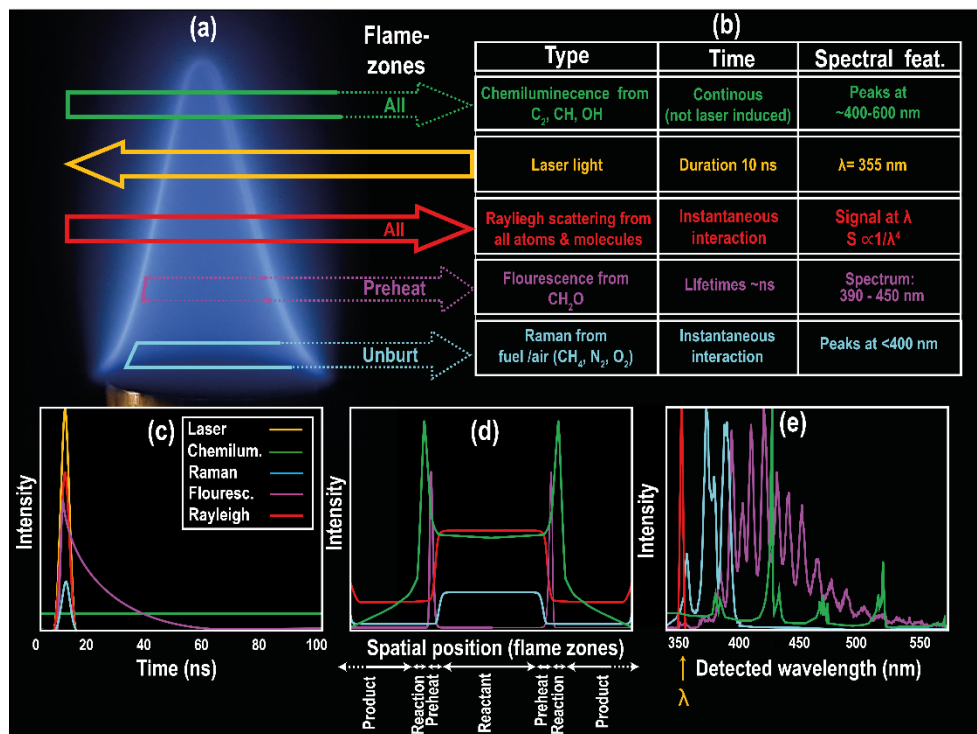 (a)
Flame-
zones
All
All
Preheat
Unburt
(b)
Type
Time
Spectral feat.
Chemiluminecence from
C₂, CH, OH
Continous
(not laser induced)
Peaks at
~400-600 nm
Laser light
Duration 10 ns
λ= 355 nm
Rayliegh scattering from
all atoms & molecules
Instantaneous
interaction
Signal at λ
S ∝1/λ⁴
Flourescence from
CH₂O
LIfetimes ~ns
Spectrum:
390 - 450 nm
Raman from
fuel /air (CH₄, N₂, O₂)
Instantaneous
interaction
Peaks at <400 nm
(c)
Laser
Chemilum.
Raman
Flouresc.
Rayleigh
Intensity
0 20 40 60 80 100
Time (ns)
(d)
Intensity
Spatial position (flame zones)
Product
Reaction
Preheat
Reactant
Preheat
Reaction
Product
(e)
Intensity
350 400 450 500 550
Detected wavelength (nm)
λ